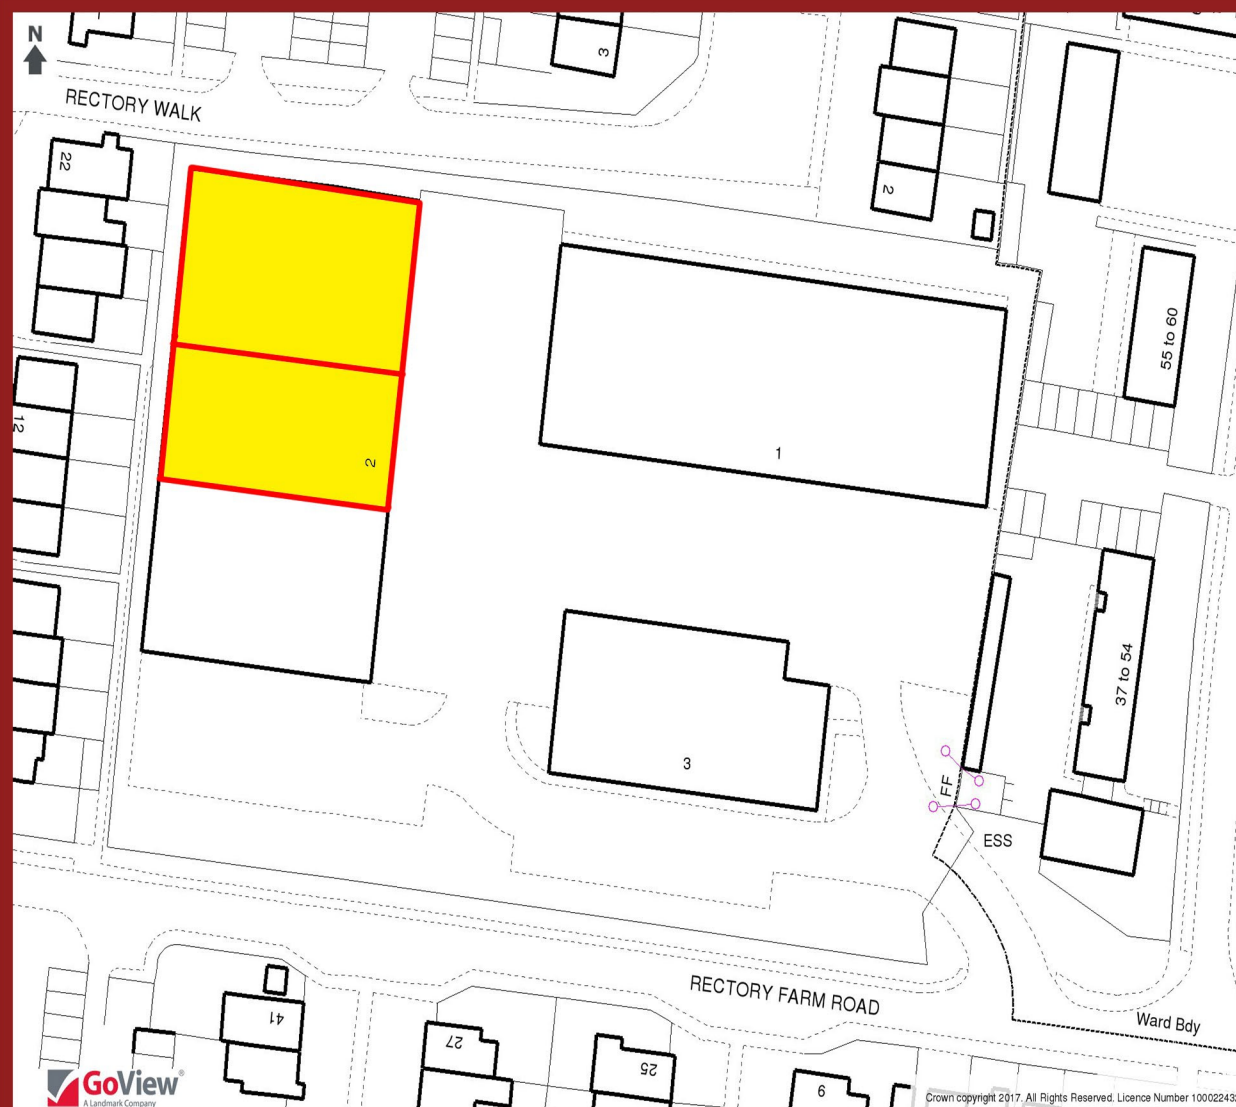 N
3
RECTORY WALK
22
2
55 to 60
12
2
1
37 to 54
3
FF
ESS
RECTORY FARM ROAD
Ward Bdy
41
27
25
9
GoView®
A Landmark Company
Crown copyright 2017. All Rights Reserved. Licence Number 10002243